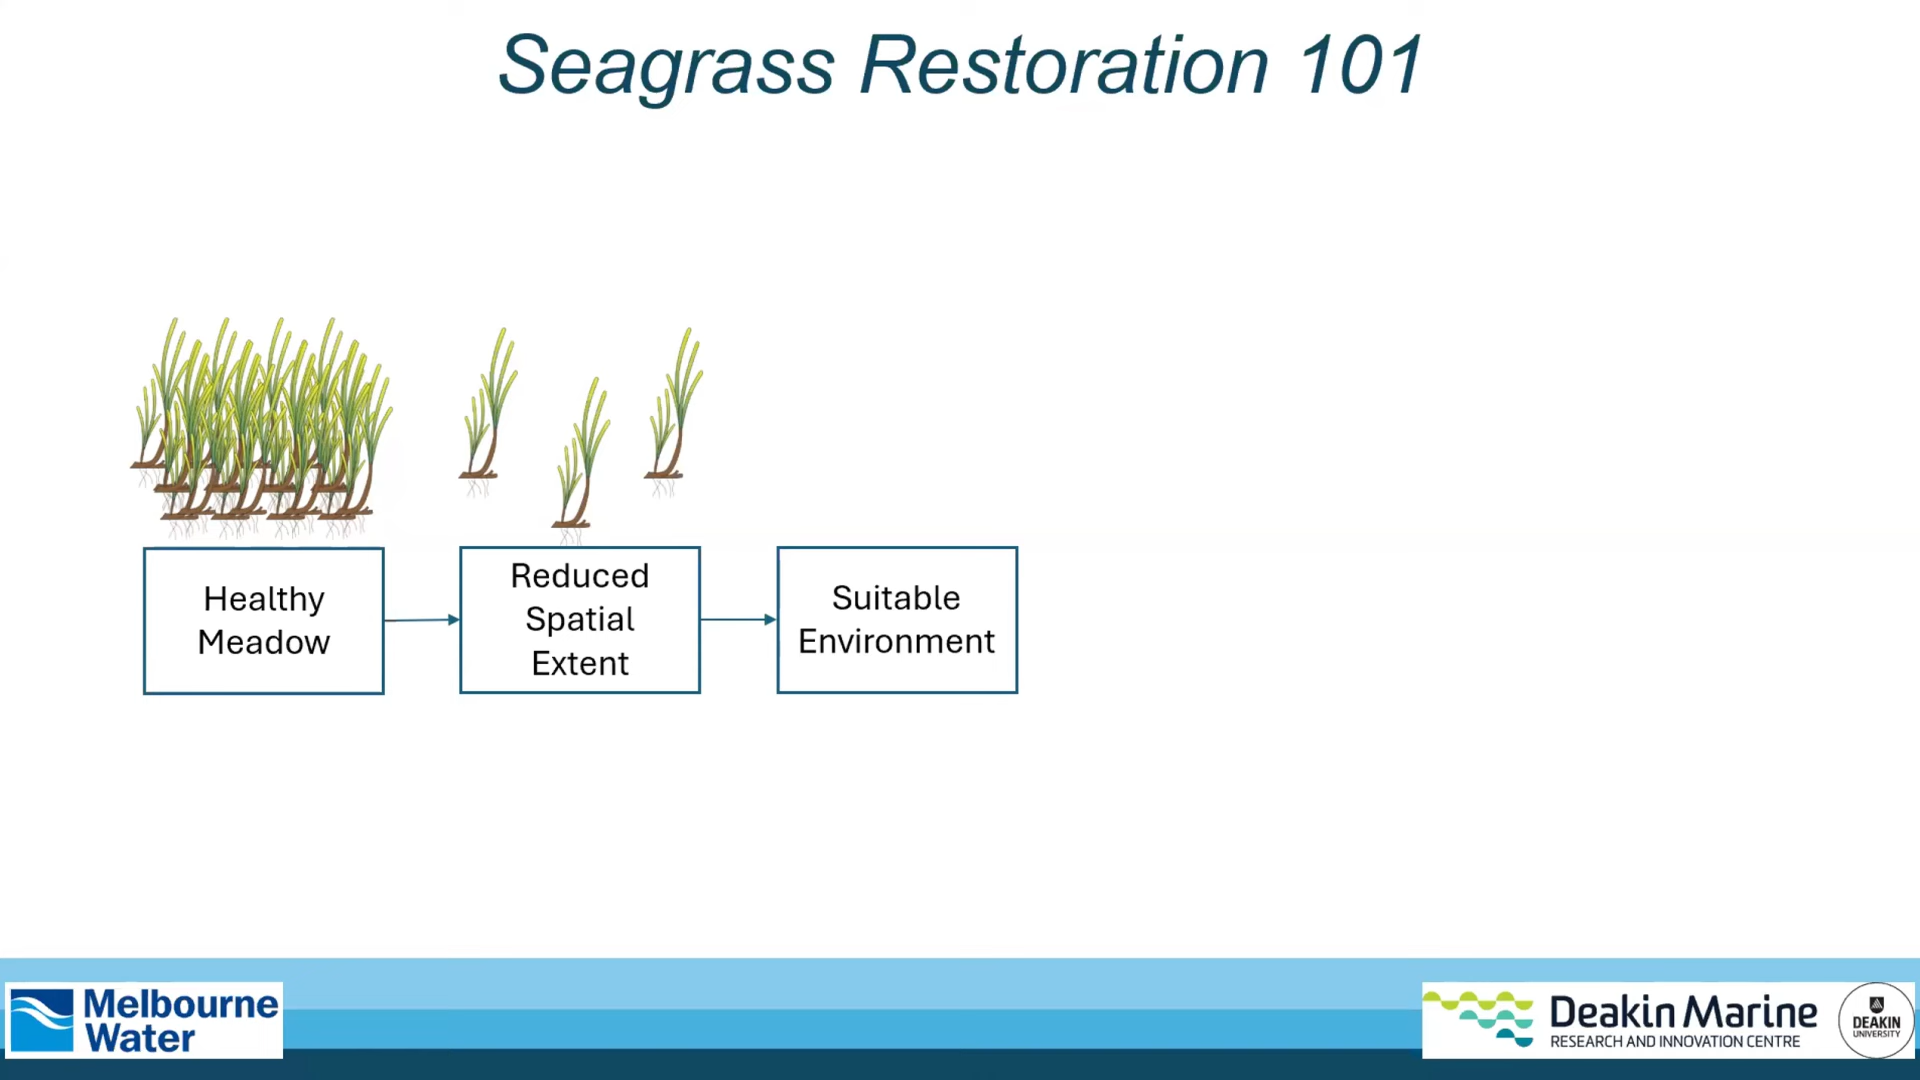 Seagrass Restoration 101
Healthy
Meadow
Reduced
Spatial
Extent
Suitable
Environment
Melbourne
Water
Deakin Marine
RESEARCH AND INNOVATION CENTRE
DEAKIN
UNIVERSITY